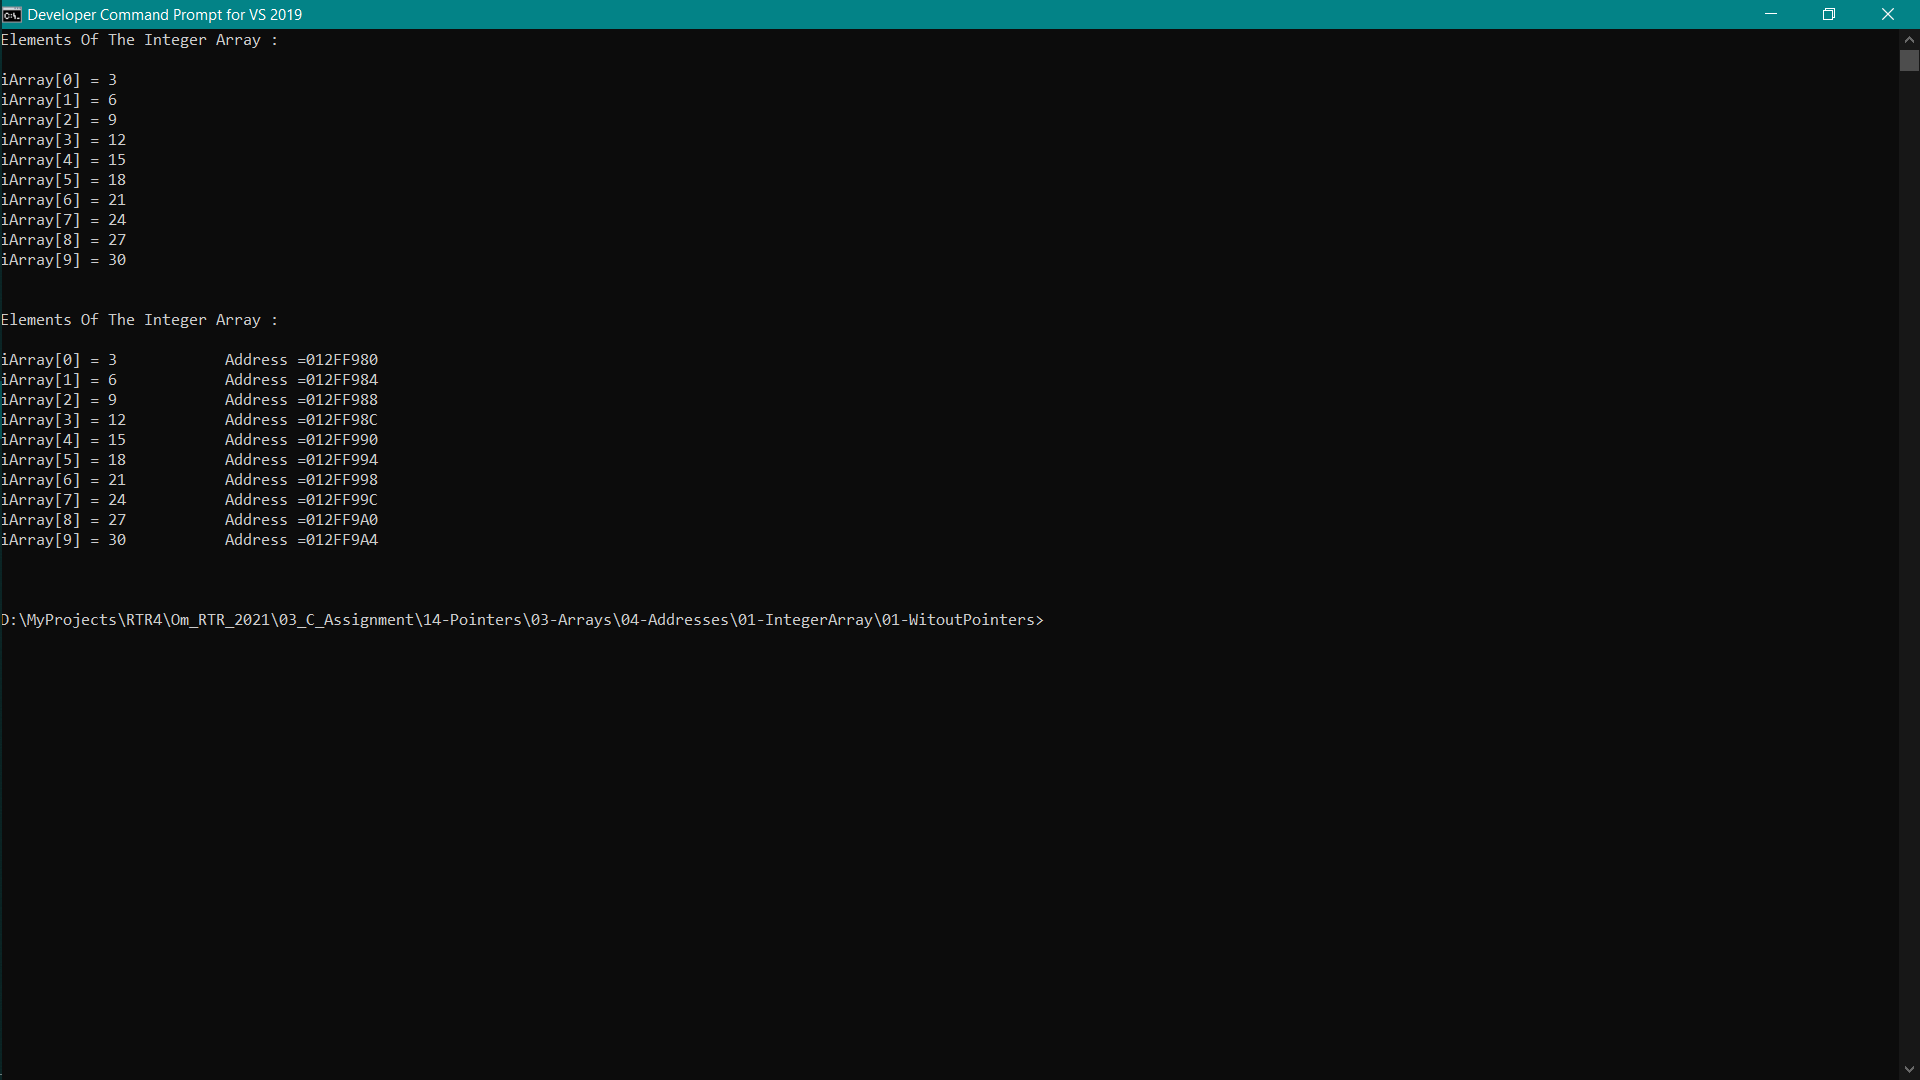 Developer Command Prompt for VS 2019
Elements Of The Integer Array :
iArray[0] = 3
iArray[1] = 6
iArray[2] = 9
iArray[3] = 12
iArray[4] = 15
iArray[5] = 18
iArray[6] = 21
iArray[7] = 24
iArray[8] = 27
iArray[9] = 30
Elements Of The Integer Array :
iArray[0] = 3 Address =012FF980
iArray[1] = 6 Address =012FF984
iArray[2] = 9 Address =012FF988
iArray[3] = 12 Address =012FF98C
iArray[4] = 15 Address =012FF990
iArray[5] = 18 Address =012FF994
iArray[6] = 21 Address =012FF998
iArray[7] = 24 Address =012FF99C
iArray[8] = 27 Address =012FF9A0
iArray[9] = 30 Address =012FF9A4
D:\MyProjects\RTR4\Om_RTR_2021\03_C_Assignment\14-Pointers\03-Arrays\04-Addresses\01-IntegerArray\01-WitoutPointers>